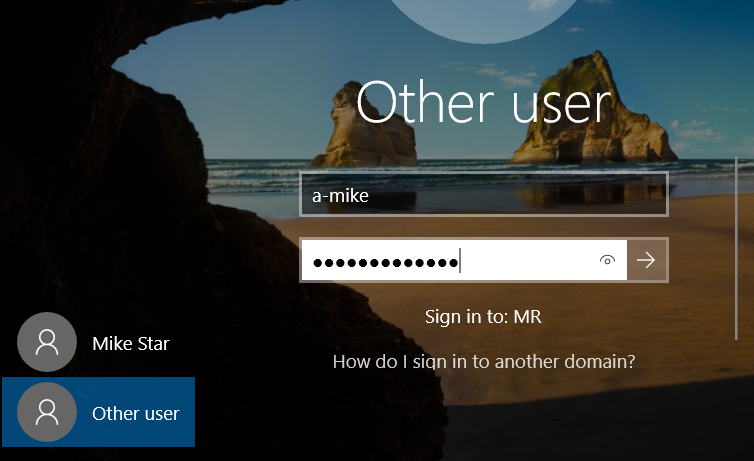 Other user
a-mike
●●●●●●●●●●●●●
Sign in to: MR
How do I sign in to another domain?
Mike Star
Other user